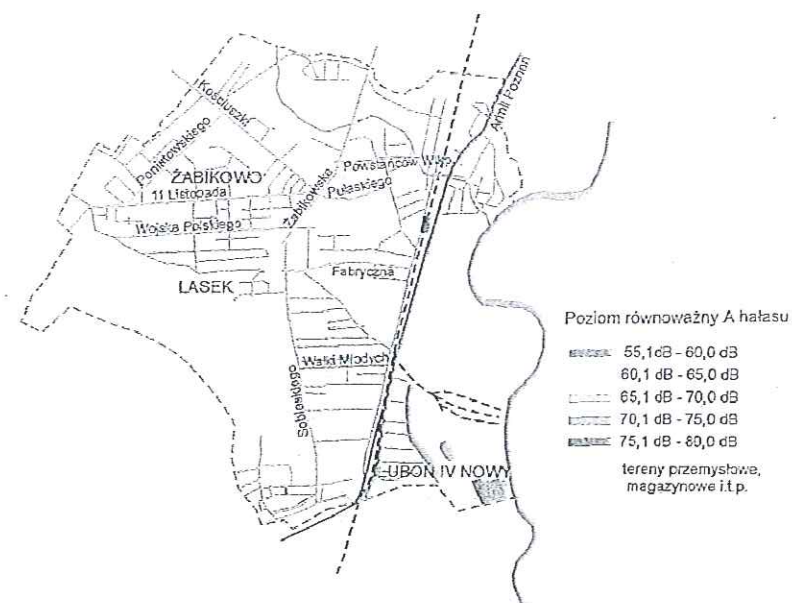 Armii Poznań
Kościuszki
Poniatowskiego
Powstańców Wlkp
ŻABIKOWO
Pułaskiego
11 Listopada
Żabikowska
Wojska Polskiego
Fabryczna
LASEK
Poziom równoważny A hałasu
55,1dB - 60,0 dB
60,1 dB - 65,0 dB
Walki Młodych
65,1 dB - 70,0 dB
Sobieskiego
70,1 dB - 75,0 dB
75,1 dB - 80,0 dB
LUBOŃ IV NOWY
tereny przemysłowe,
magazynowe i.t.p.